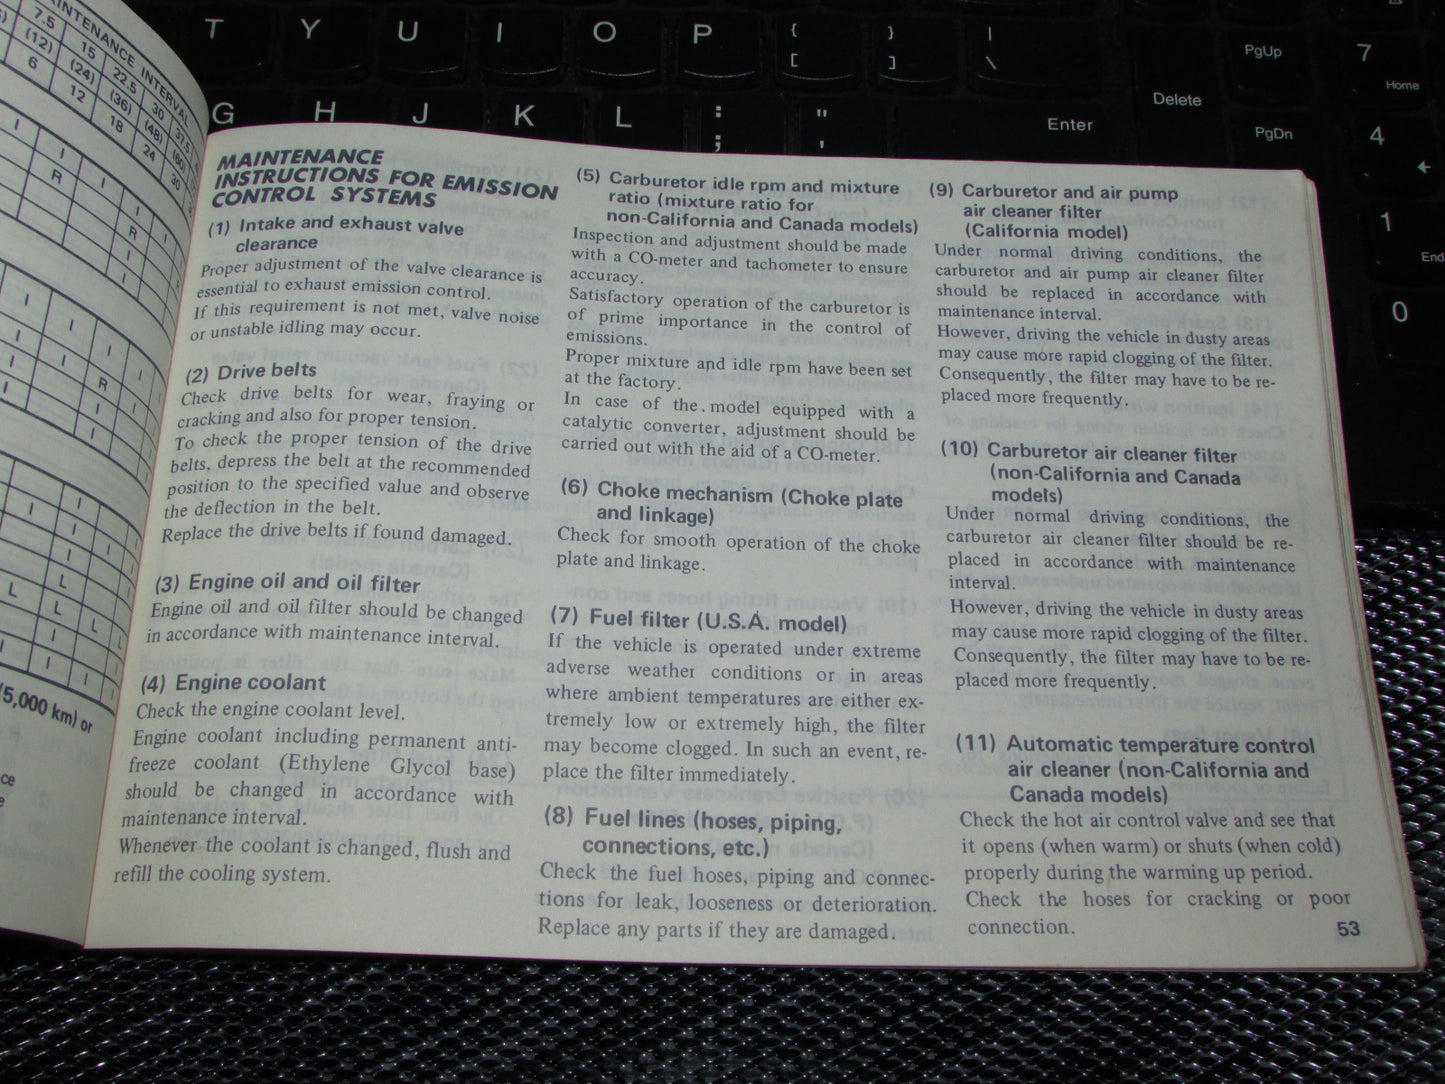 T Y U I O P { [ } ] | \ PgUp 7 Home
G H J K L : ; " ' Enter Delete PgDn 4
1 End
0
MAINTENANCE INTERVAL
7.5 15 22.5 30 37.5
(12) (24) (36) (48) (60)
6 12 18 24 30
I I
R I
R I
I
I R
I I
I I I
R I
I I
I I
I I I
I I
L
L L I
I L L I
I I
(5,000 km) or
MAINTENANCE
INSTRUCTIONS FOR EMISSION
CONTROL SYSTEMS
(1) Intake and exhaust valve
clearance
Proper adjustment of the valve clearance is
essential to exhaust emission control.
If this requirement is not met, valve noise
or unstable idling may occur.
(2) Drive belts
Check drive belts for wear, fraying or
cracking and also for proper tension.
To check the proper tension of the drive
belts, depress the belt at the recommended
position to the specified value and observe
the deflection in the belt.
Replace the drive belts if found damaged.
(3) Engine oil and oil filter
Engine oil and oil filter should be changed
in accordance with maintenance interval.
(4) Engine coolant
Check the engine coolant level.
Engine coolant including permanent anti-
freeze coolant (Ethylene Glycol base)
should be changed in accordance with
maintenance interval.
Whenever the coolant is changed, flush and
refill the cooling system.
(5) Carburetor idle rpm and mixture
ratio (mixture ratio for
non-California and Canada models)
Inspection and adjustment should be made
with a CO-meter and tachometer to ensure
accuracy.
Satisfactory operation of the carburetor is
of prime importance in the control of
emissions.
Proper mixture and idle rpm have been set
at the factory.
In case of the model equipped with a
catalytic converter, adjustment should be
carried out with the aid of a CO-meter.
(6) Choke mechanism (Choke plate
and linkage)
Check for smooth operation of the choke
plate and linkage.
(7) Fuel filter (U.S.A. model)
If the vehicle is operated under extreme
adverse weather conditions or in areas
where ambient temperatures are either ex-
tremely low or extremely high, the filter
may become clogged. In such an event, re-
place the filter immediately.
(8) Fuel lines (hoses, piping,
connections, etc.)
Check the fuel hoses, piping and connec-
tions for leak, looseness or deterioration.
Replace any parts if they are damaged.
(9) Carburetor and air pump
air cleaner filter
(California model)
Under normal driving conditions, the
carburetor and air pump air cleaner filter
should be replaced in accordance with
maintenance interval.
However, driving the vehicle in dusty areas
may cause more rapid clogging of the filter.
Consequently, the filter may have to be re-
placed more frequently.
(10) Carburetor air cleaner filter
(non-California and Canada
models)
Under normal driving conditions, the
carburetor air cleaner filter should be re-
placed in accordance with maintenance
interval.
However, driving the vehicle in dusty areas
may cause more rapid clogging of the filter.
Consequently, the filter may have to be re-
placed more frequently.
(11) Automatic temperature control
air cleaner (non-California and
Canada models)
Check the hot air control valve and see that
it opens (when warm) or shuts (when cold)
properly during the warming up period.
Check the hoses for cracking or poor
connection.
53